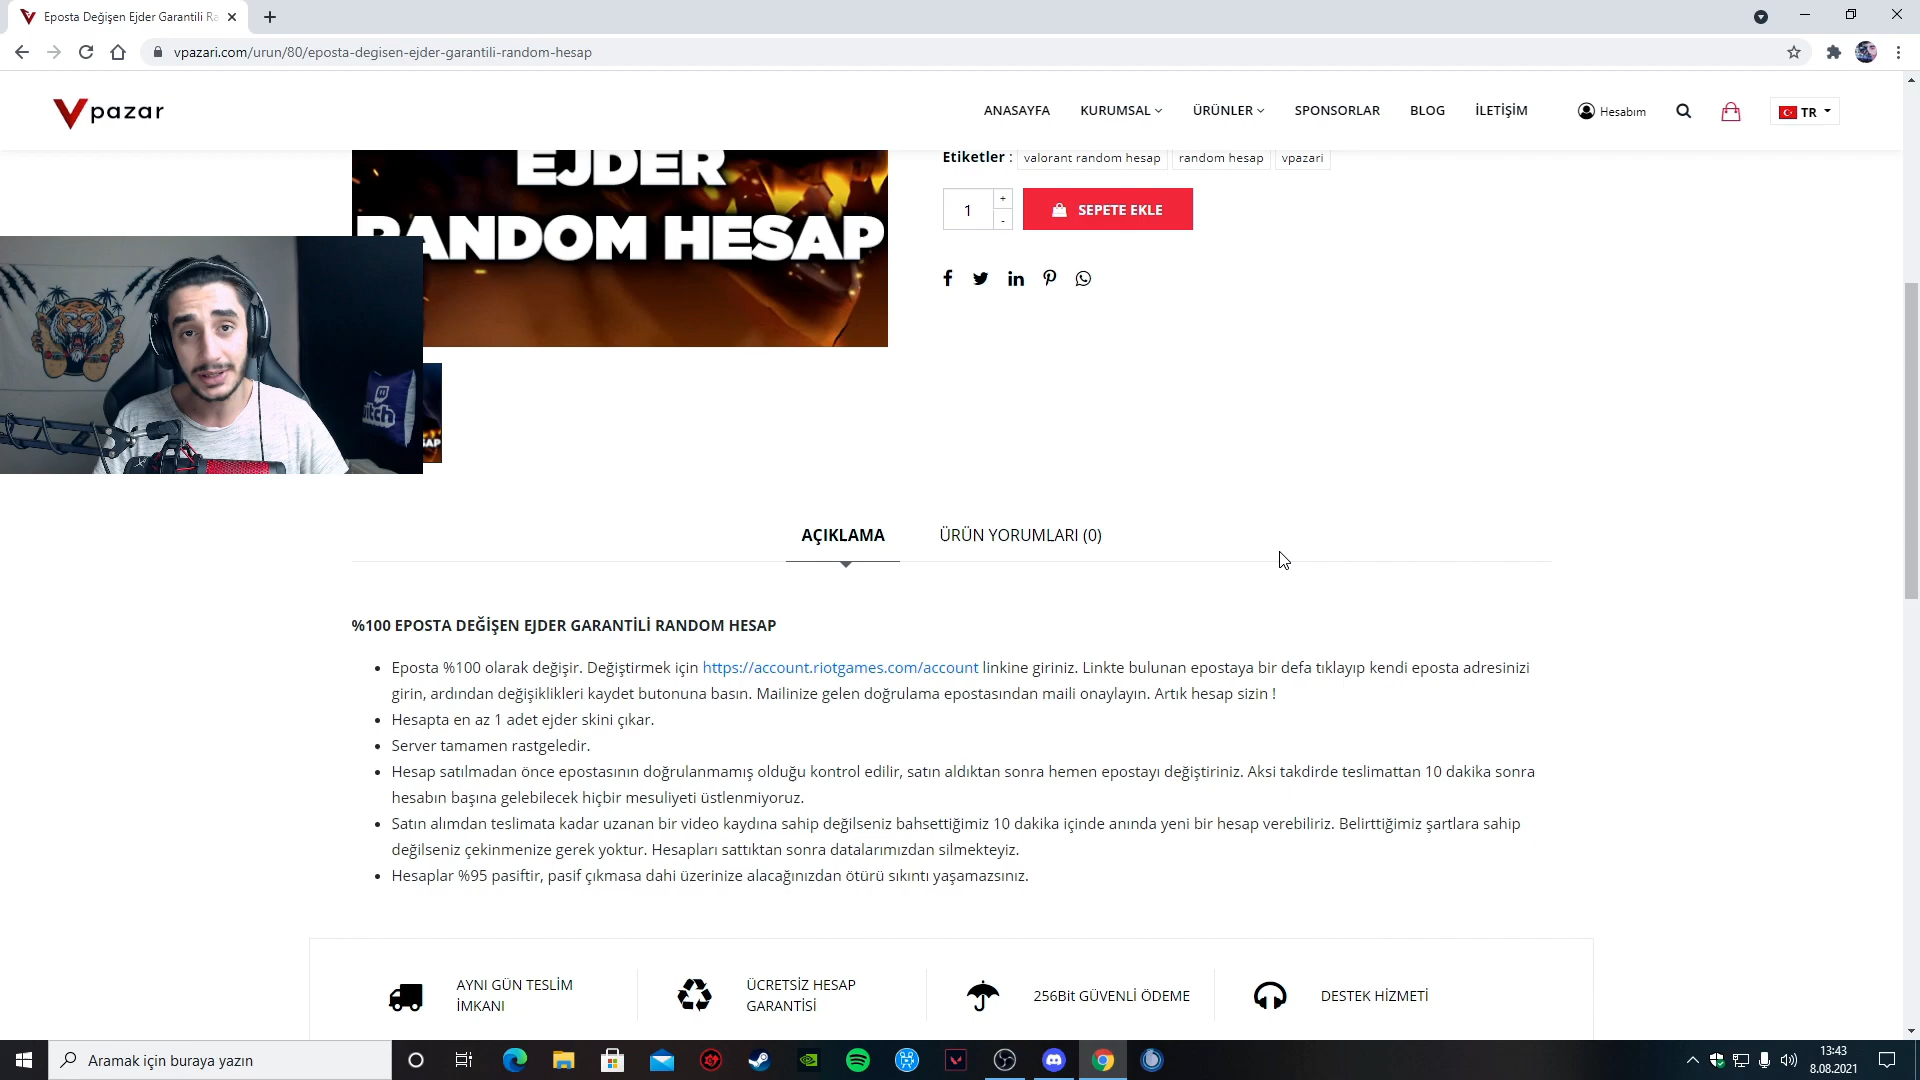 Eposta Değişen Ejder Garantili Ra
vpazari.com/urun/80/eposta-degisen-ejder-garantili-random-hesap
Vpazar
ANASAYFA
KURUMSAL
ÜRÜNLER
SPONSORLAR
BLOG
İLETİŞİM
Hesabım
TR
EJDER
RANDOM HESAP
Etiketler : valorant random hesap random hesap vpazari
1
+
-
SEPETE EKLE
AÇIKLAMA
ÜRÜN YORUMLARI (0)
%100 EPOSTA DEĞİŞEN EJDER GARANTİLİ RANDOM HESAP
Eposta %100 olarak değişir. Değiştirmek için https://account.riotgames.com/account linkine giriniz. Linkte bulunan epostaya bir defa tıklayıp kendi eposta adresinizi
girin, ardından değişiklikleri kaydet butonuna basın. Mailinize gelen doğrulama epostasından maili onaylayın. Artık hesap sizin !
Hesapta en az 1 adet ejder skini çıkar.
Server tamamen rastgeledir.
Hesap satılmadan önce epostasının doğrulanmamış olduğu kontrol edilir, satın aldıktan sonra hemen epostayı değiştiriniz. Aksi takdirde teslimattan 10 dakika sonra
hesabın başına gelebilecek hiçbir mesuliyeti üstlenmiyoruz.
Satın alımdan teslimata kadar uzanan bir video kaydına sahip değilseniz bahsettiğimiz 10 dakika içinde anında yeni bir hesap verebiliriz. Belirttiğimiz şartlara sahip
değilseniz çekinmenize gerek yoktur. Hesapları sattıktan sonra datalarımızdan silmekteyiz.
Hesaplar %95 pasiftir, pasif çıkmasa dahi üzerinize alacağınızdan ötürü sıkıntı yaşamazsınız.
AYNI GÜN TESLİM
İMKANI
ÜCRETSİZ HESAP
GARANTİSİ
256Bit GÜVENLİ ÖDEME
DESTEK HİZMETİ
Aramak için buraya yazın
13:43
8.08.2021